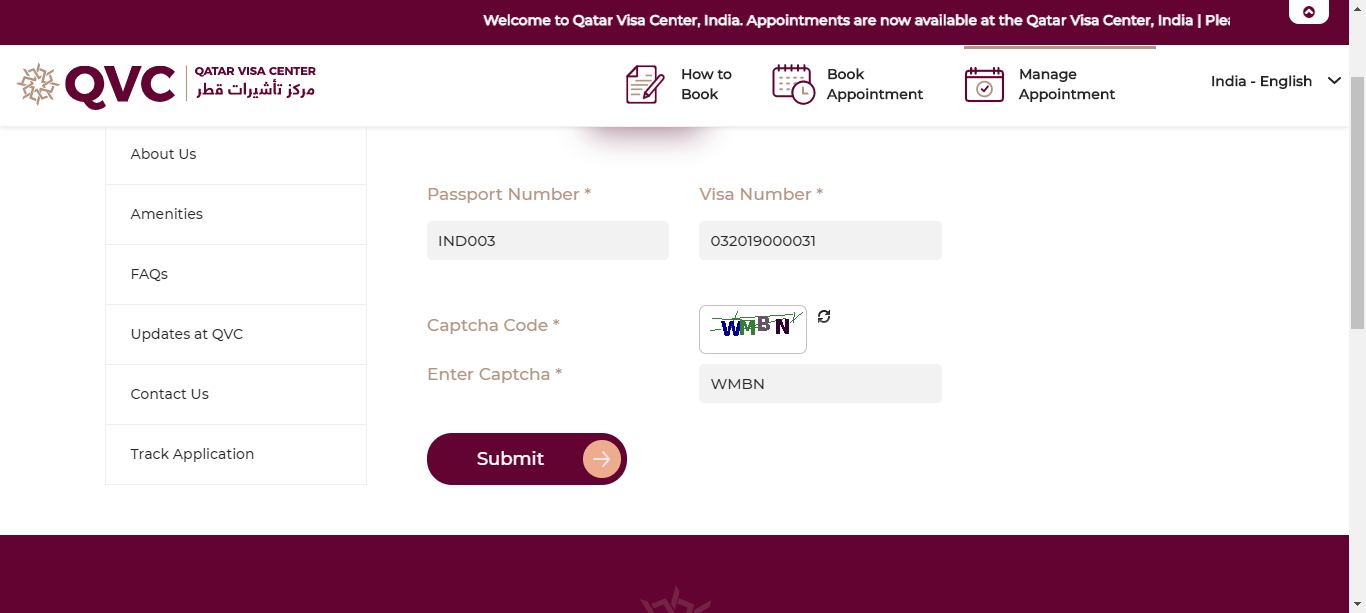 Welcome to Qatar Visa Center, India. Appointments are now available at the Qatar Visa Center, India | Plea
QVC
QATAR VISA CENTER
مركز تأشيرات قطر
How to
Book
Book
Appointment
Manage
Appointment
India - English
About Us
Amenities
FAQs
Updates at QVC
Contact Us
Track Application
Passport Number *
Visa Number *
IND003
032019000031
Captcha Code *
WMBN
Enter Captcha *
WMBN
Submit